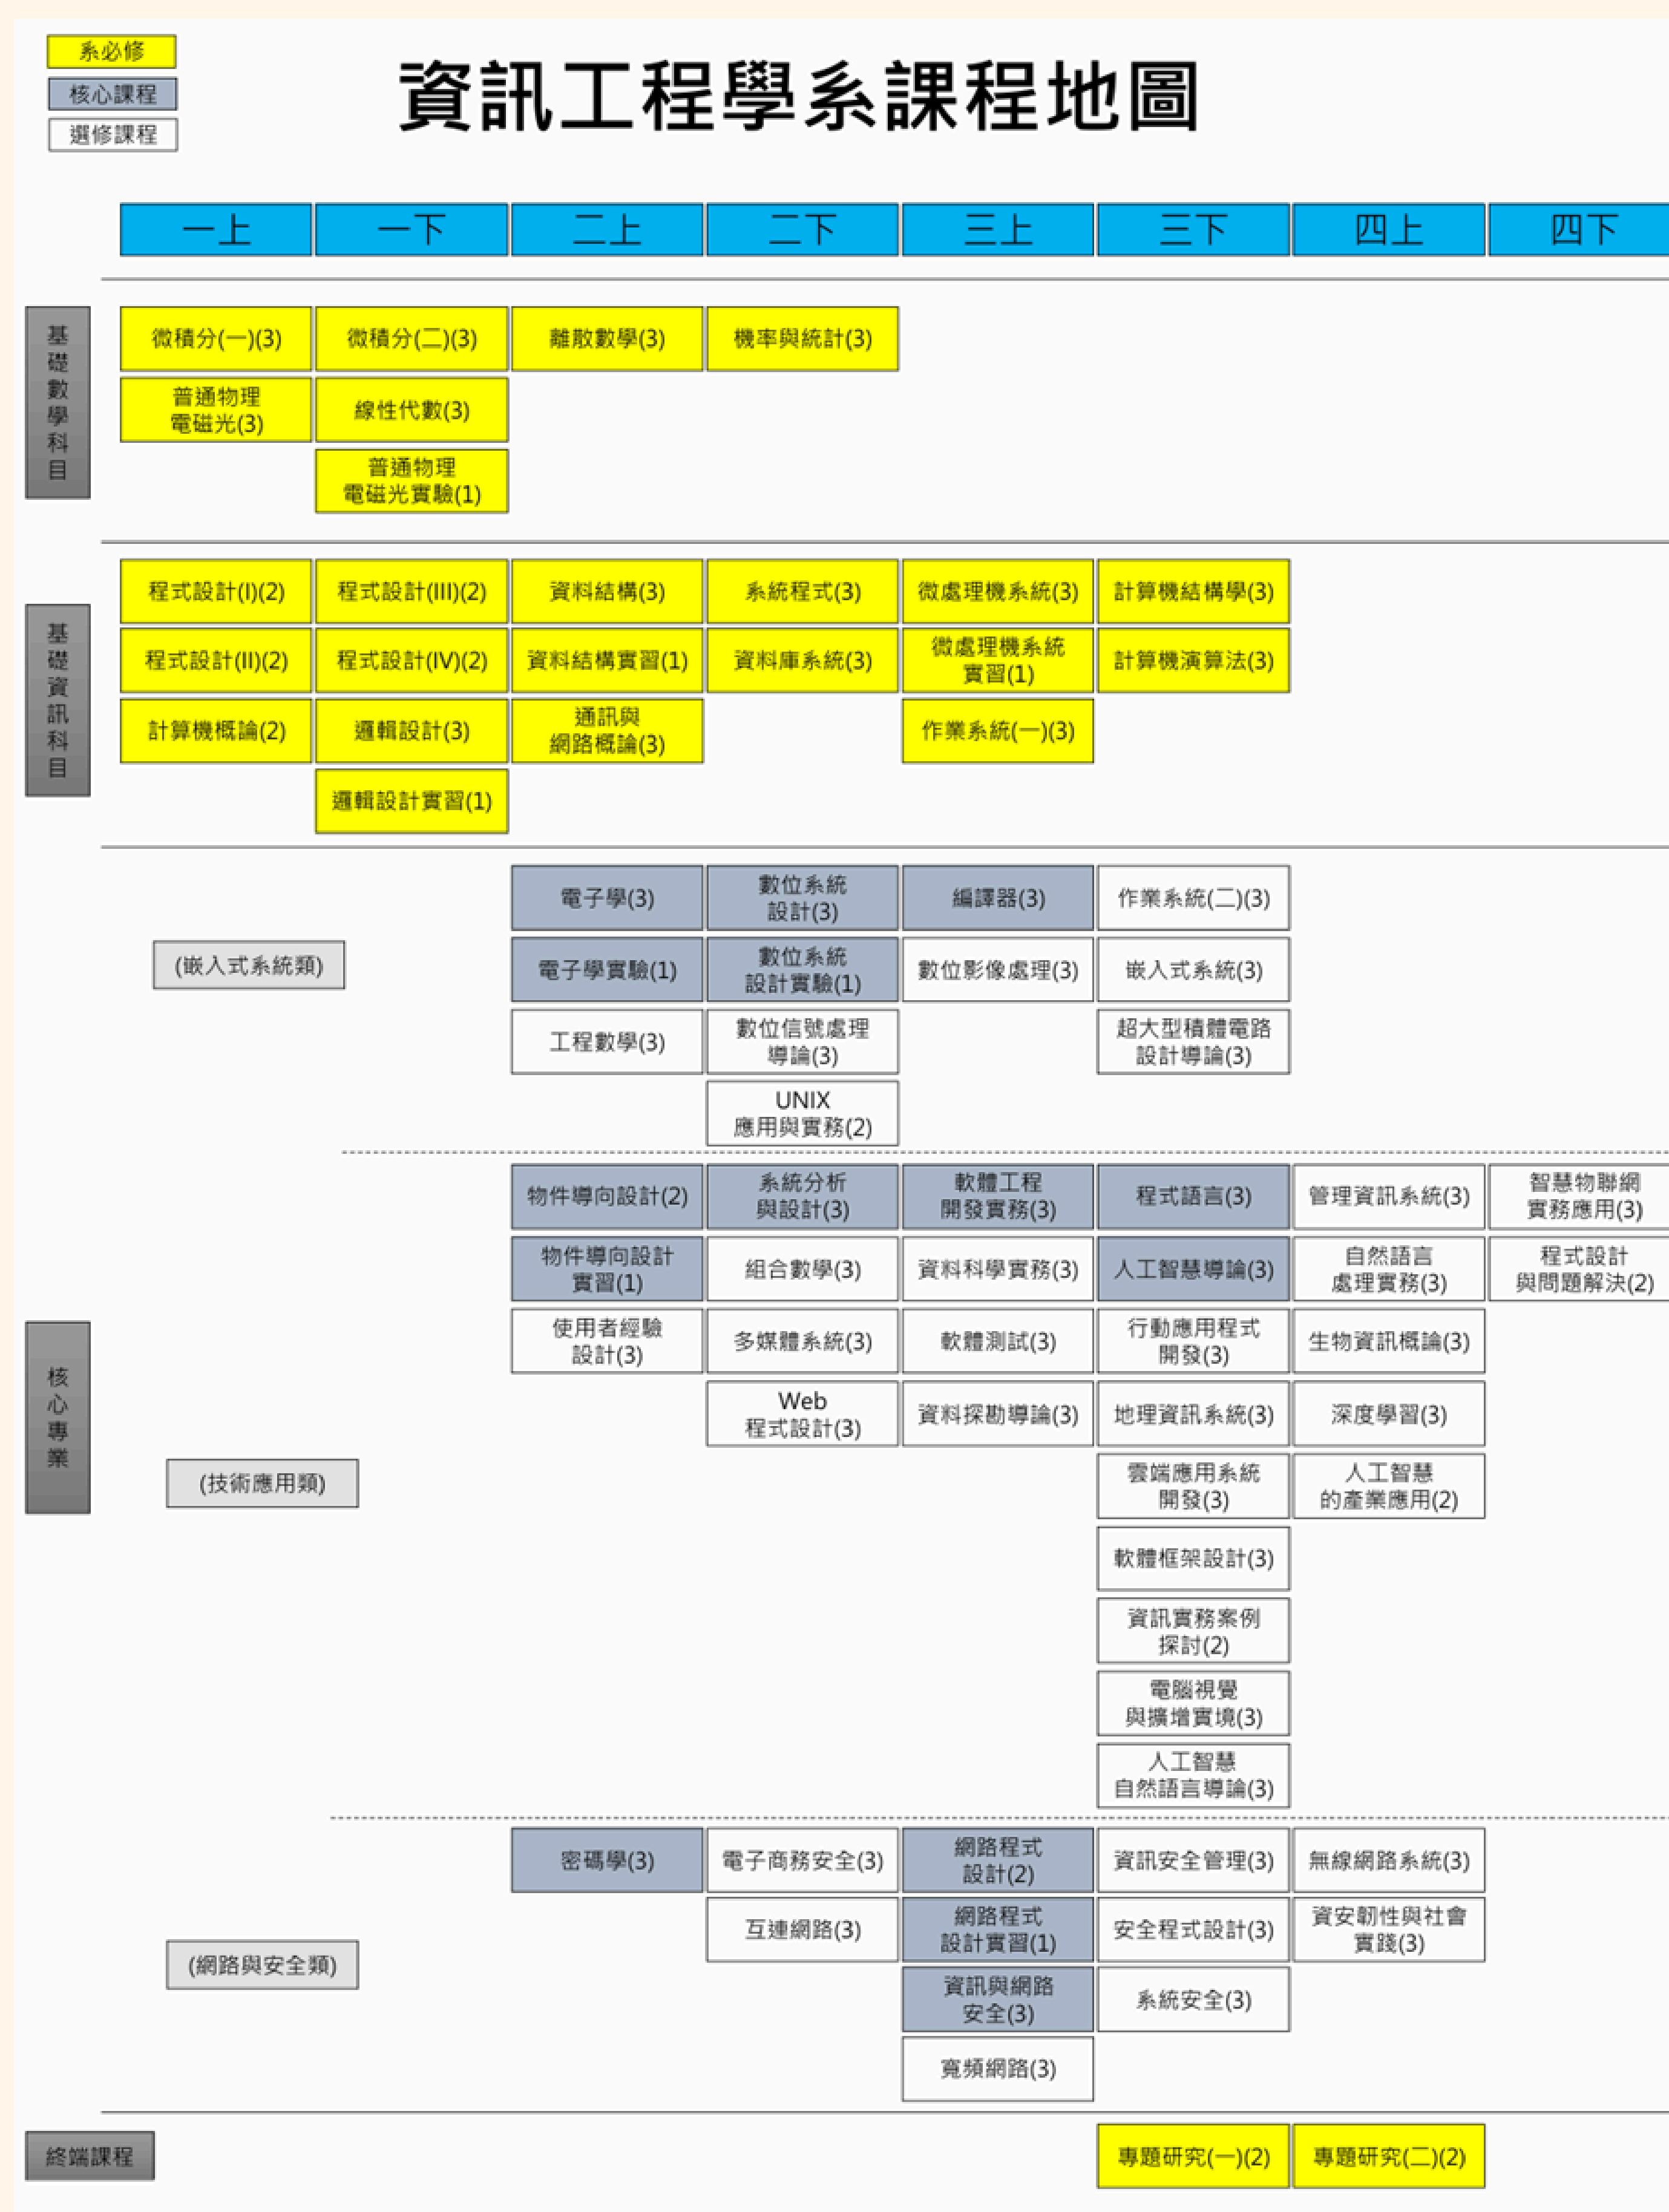 系必修
核心課程
選修課程
資訊工程學系課程地圖
一上
一下
二上
二下
三上
三下
四上
四下
基礎數學科目
微積分(一)(3)
微積分(二)(3)
離散數學(3)
機率與統計(3)
普通物理
電磁光(3)
線性代數(3)
普通物理
電磁光實驗(1)
基礎資訊科目
程式設計(I)(2)
程式設計(III)(2)
資料結構(3)
系統程式(3)
微處理機系統(3)
計算機結構學(3)
程式設計(II)(2)
程式設計(IV)(2)
資料結構實習(1)
資料庫系統(3)
微處理機系統
實習(1)
計算機演算法(3)
計算機概論(2)
邏輯設計(3)
通訊與
網路概論(3)
作業系統(一)(3)
邏輯設計實習(1)
核心專業
(嵌入式系統類)
電子學(3)
數位系統
設計(3)
編譯器(3)
作業系統(二)(3)
電子學實驗(1)
數位系統
設計實驗(1)
數位影像處理(3)
嵌入式系統(3)
工程數學(3)
數位信號處理
導論(3)
超大型積體電路
設計導論(3)
UNIX
應用與實務(2)
(技術應用類)
物件導向設計(2)
系統分析
與設計(3)
軟體工程
開發實務(3)
程式語言(3)
管理資訊系統(3)
智慧物聯網
實務應用(3)
物件導向設計
實習(1)
組合數學(3)
資料科學實務(3)
人工智慧導論(3)
自然語言
處理實務(3)
程式設計
與問題解決(2)
使用者經驗
設計(3)
多媒體系統(3)
軟體測試(3)
行動應用程式
開發(3)
生物資訊概論(3)
Web
程式設計(3)
資料探勘導論(3)
地理資訊系統(3)
深度學習(3)
雲端應用系統
開發(3)
人工智慧
的產業應用(2)
軟體框架設計(3)
資訊實務案例
探討(2)
電腦視覺
與擴增實境(3)
人工智慧
自然語言導論(3)
(網路與安全類)
密碼學(3)
電子商務安全(3)
網路程式
設計(2)
資訊安全管理(3)
無線網路系統(3)
互連網路(3)
網路程式
設計實習(1)
安全程式設計(3)
資安韌性與社會
實踐(3)
資訊與網路
安全(3)
系統安全(3)
寬頻網路(3)
終端課程
專題研究(一)(2)
專題研究(二)(2)